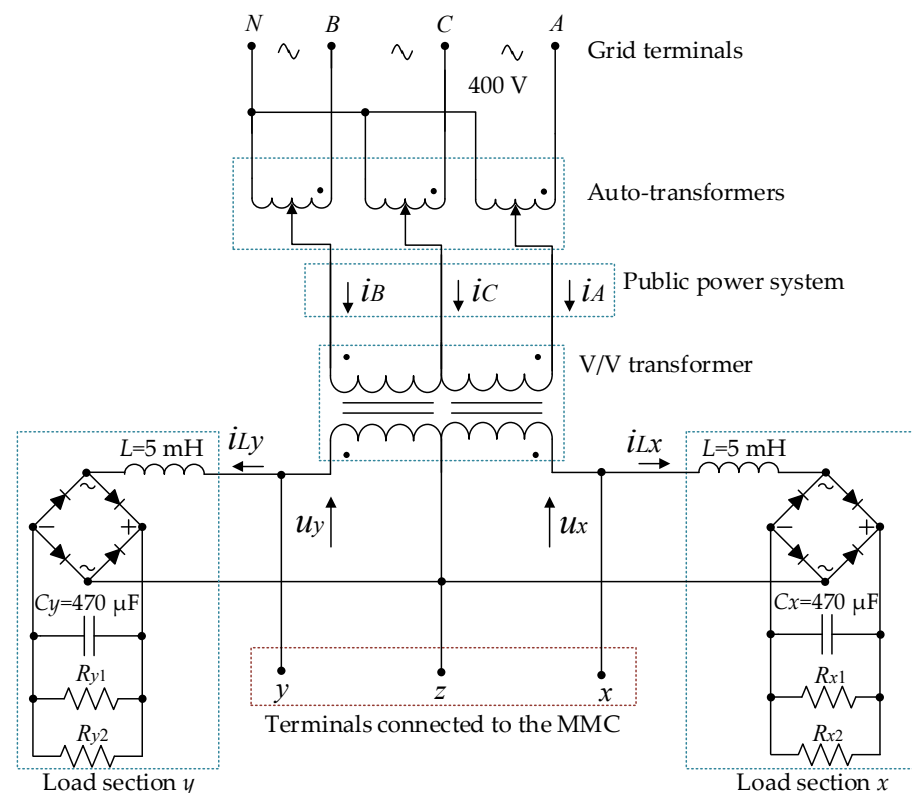 N B C A
Grid terminals
400 V
Auto-transformers
Public power system
iB iC iA
V/V transformer
L=5 mH
iLy
iLx
L=5 mH
uy
ux
~
~
− +
− +
~
~
Cy=470 µF
Cx=470 µF
Ry1
Rx1
y z x
Terminals connected to the MMC
Ry2
Rx2
Load section y
Load section x